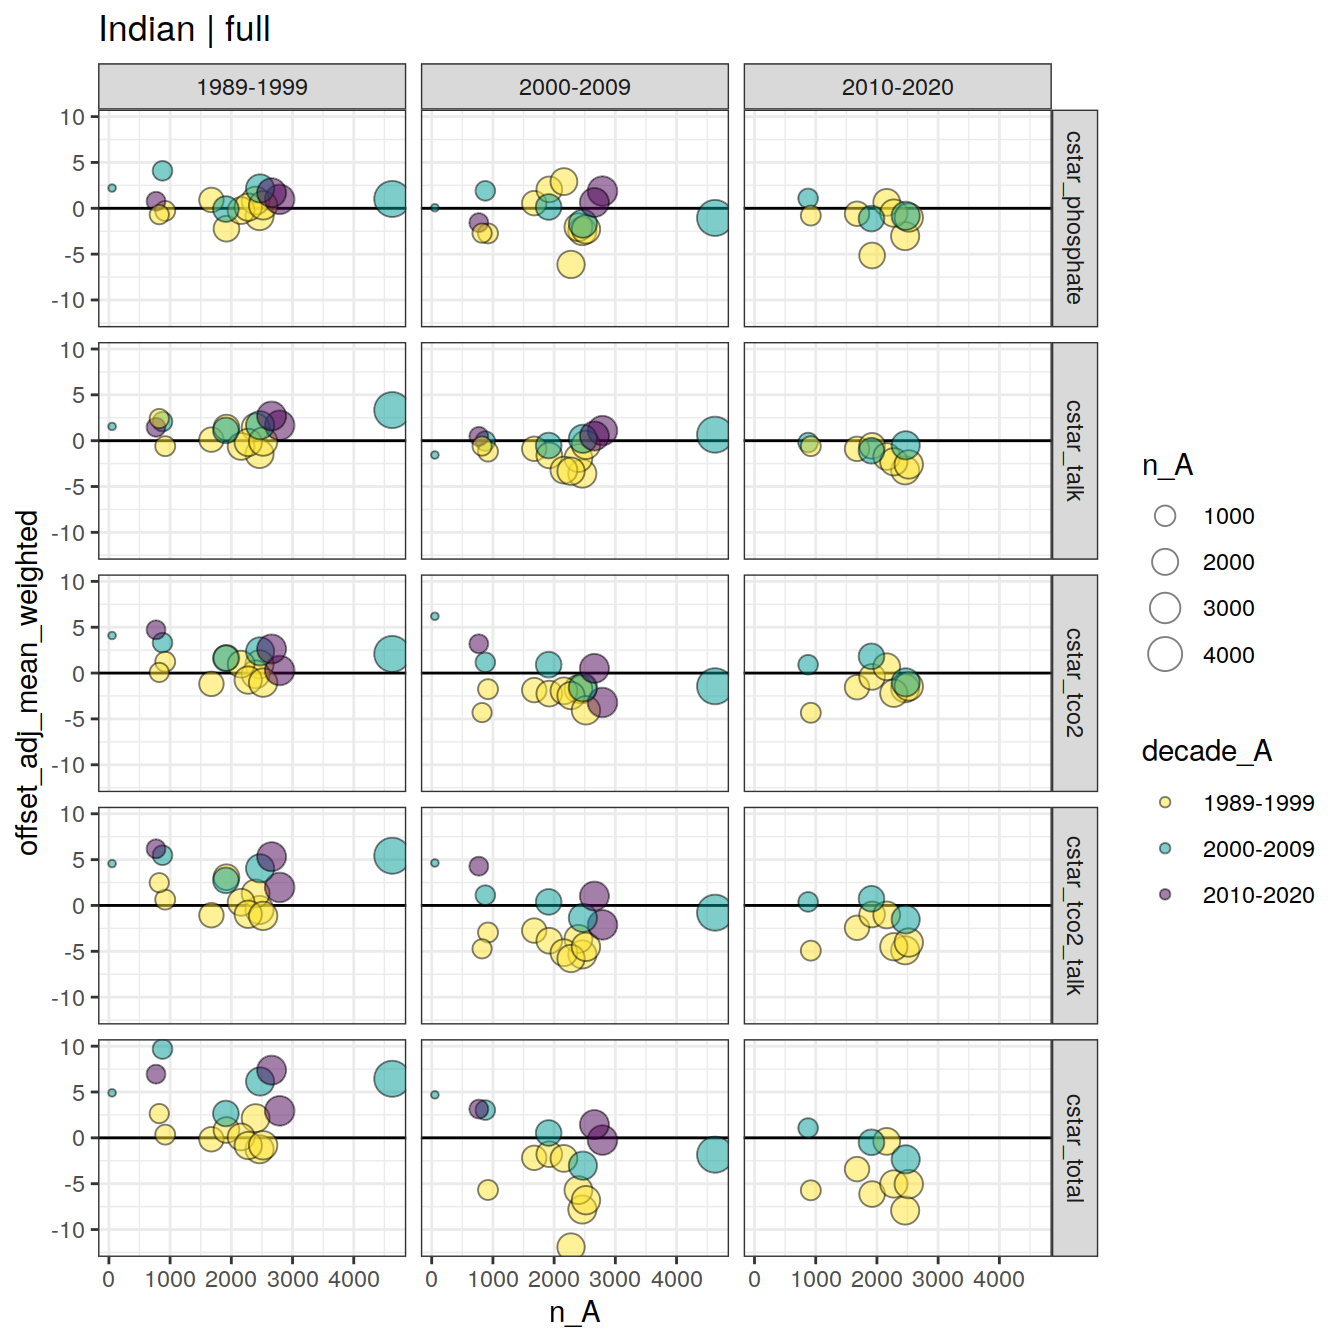 Indian | full
1989-1999 2000-2009 2010-2020
10
5
0
-5
-10
cstar_phosphate
10
5
0
-5
-10
cstar_talk
10
5
0
-5
-10
cstar_tco2
10
5
0
-5
-10
cstar_tco2_talk
10
5
0
-5
-10
cstar_total
offset_adj_mean_weighted
0 1000 2000 3000 4000 0 1000 2000 3000 4000 0 1000 2000 3000 4000
n_A
n_A
1000
2000
3000
4000
decade_A
1989-1999
2000-2009
2010-2020